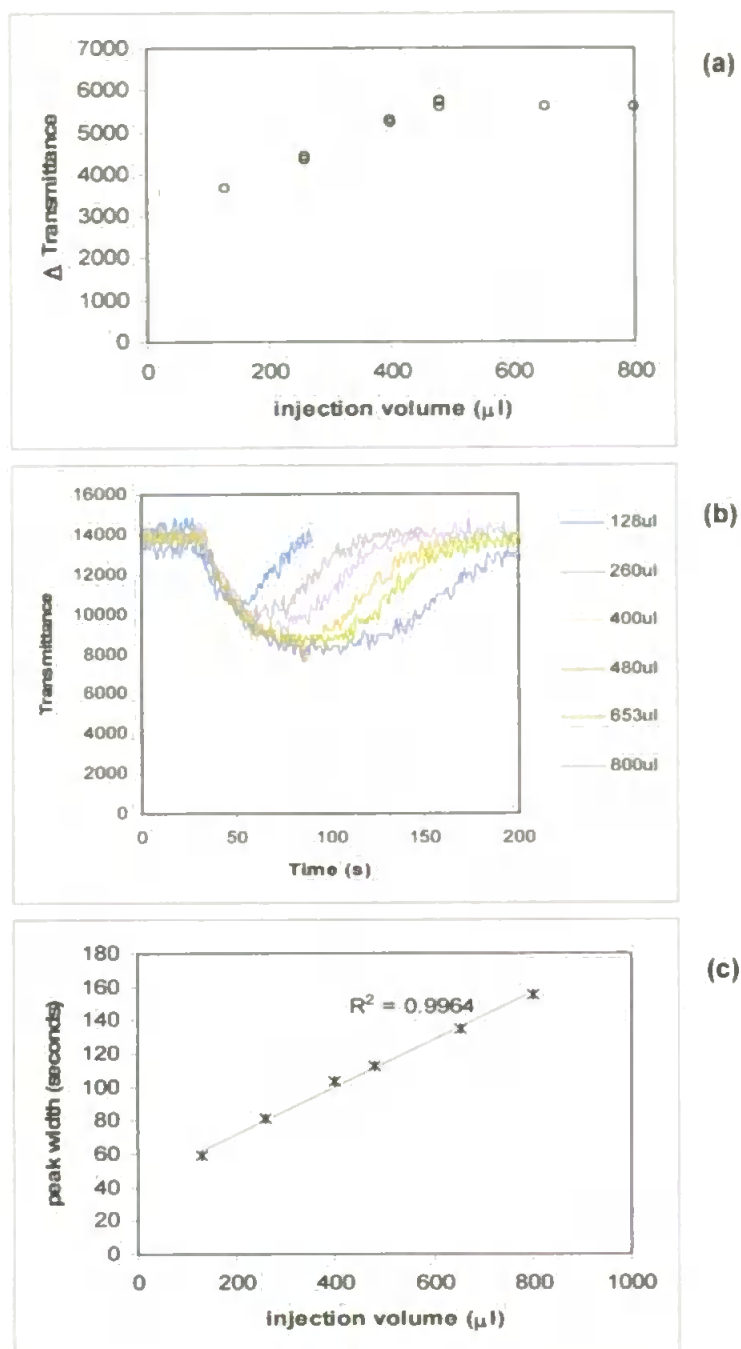 (a)
7000
6000
5000
4000
3000
2000
1000
0
Δ Transmittance
0 200 400 600 800
injection volume (μl)
(b)
16000
14000
12000
10000
8000
6000
4000
2000
0
Transmittance
0 50 100 150 200
Time (s)
128ul
260ul
400ul
480ul
653ul
800ul
(c)
180
160
140
120
100
80
60
40
20
0
peak width (seconds)
R² = 0.9964
0 200 400 600 800 1000
injection volume (μl)